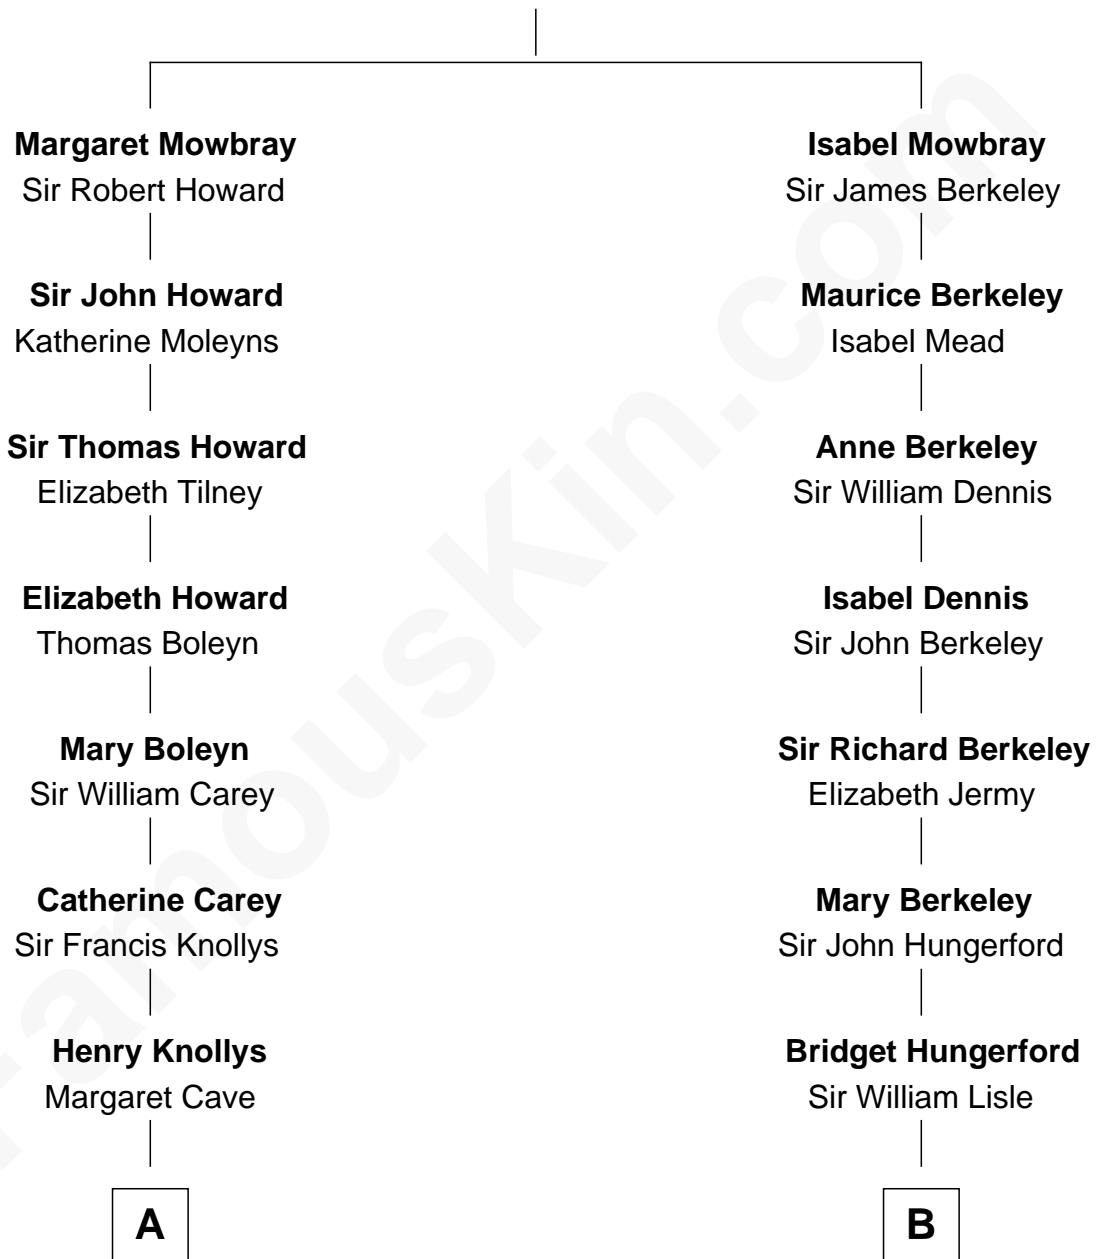 Margaret Mowbray
Sir Robert Howard
Sir John Howard
Katherine Moleyns
Sir Thomas Howard
Elizabeth Tilney
Elizabeth Howard
Thomas Boleyn
Mary Boleyn
Sir William Carey
Catherine Carey
Sir Francis Knollys
Henry Knollys
Margaret Cave
A
Isabel Mowbray
Sir James Berkeley
Maurice Berkeley
Isabel Mead
Anne Berkeley
Sir William Dennis
Isabel Dennis
Sir John Berkeley
Sir Richard Berkeley
Elizabeth Jermy
Mary Berkeley
Sir John Hungerford
Bridget Hungerford
Sir William Lisle
B
FamousKin.com